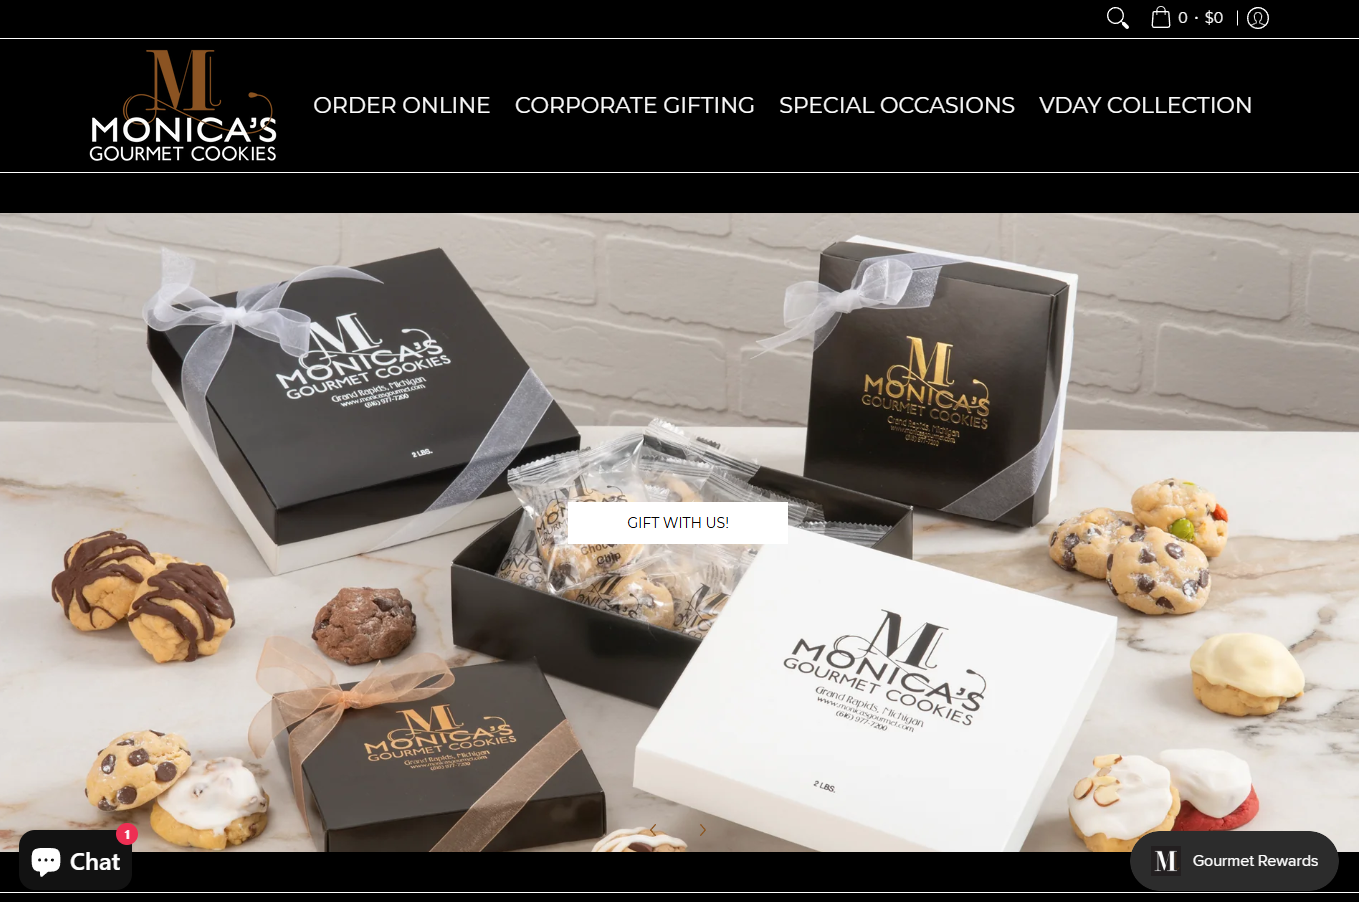 0 · $0
M
MONICA'S
GOURMET COOKIES
ORDER ONLINE
CORPORATE GIFTING
SPECIAL OCCASIONS
VDAY COLLECTION
M
MONICA'S
GOURMET COOKIES
Grand Rapids, Michigan
www.monicasgourmet.com
(616) 977-7200
2 LBS.
M
MONICA'S
GOURMET COOKIES
Grand Rapids, Michigan
www.monicasgourmet.com
(616) 977-7200
GIFT WITH US!
Chip
M
MONICA'S
GOURMET COOKIES
Grand Rapids, Michigan
www.monicasgourmet.com
(616) 977-7200
2 LBS.
M
MONICA'S
GOURMET COOKIES
Grand Rapids, Michigan
www.monicasgourmet.com
(616) 977-7200
1
Chat
M
Gourmet Rewards